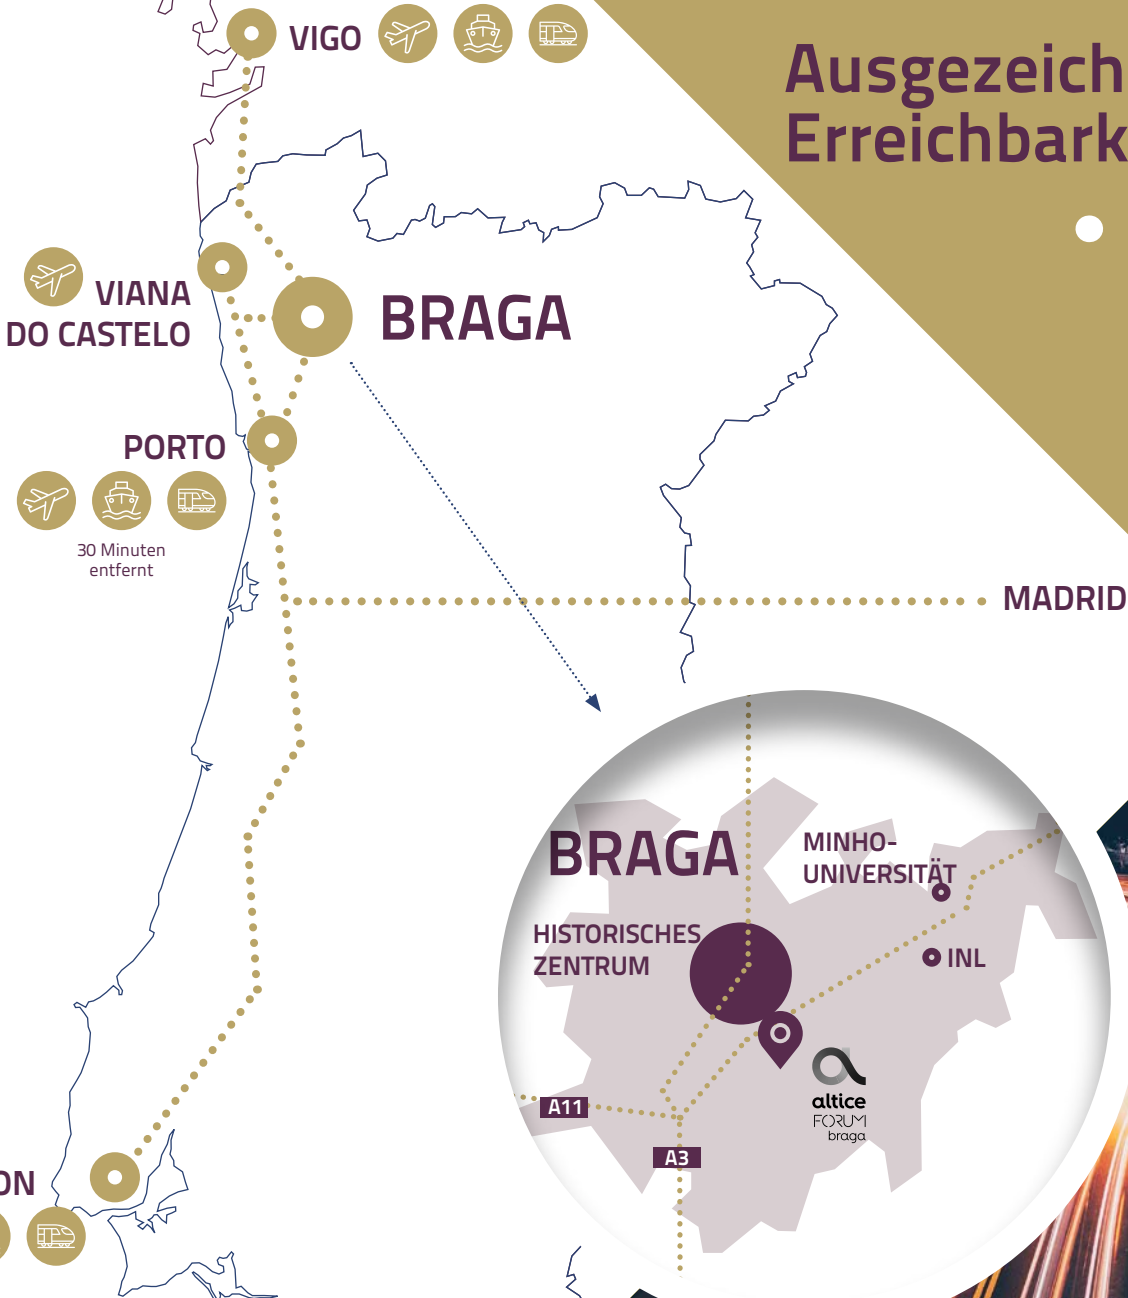 VIGO
Ausgezeich
Erreichbark
VIANA
DO CASTELO
BRAGA
PORTO
30 Minuten
entfernt
MADRID
BRAGA
MINHO-
UNIVERSITÄT
HISTORISCHES
ZENTRUM
INL
altice
FORUM
braga
A11
A3
ON